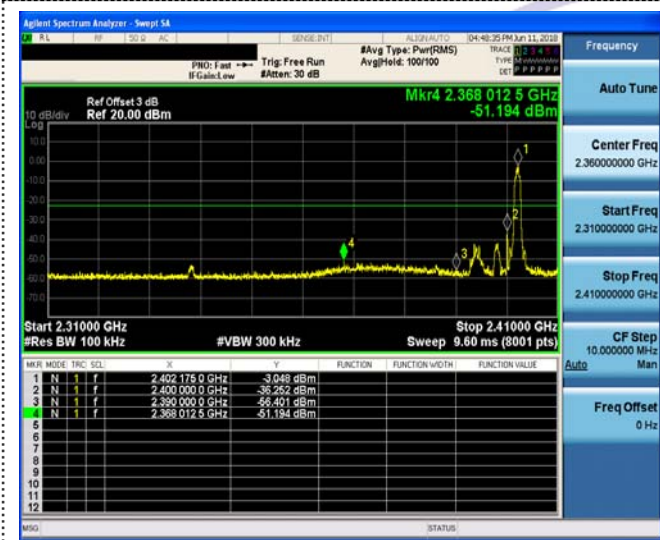 Agilent Spectrum Analyzer - Swept SA
RL RF 50 Ω AC SENSE:INT ALIGNAUTO 04:48:35 PM Jun 11, 2018
#Avg Type: Pwr(RMS) TRACE 1 2 3 4 5 6
PNO: Fast Trig: Free Run Avg|Hold: 100/100 TYPE
IFGain:Low #Atten: 30 dB DET P P P P P P
Mkr4 2.368 012 5 GHz
Ref Offset 3 dB
10 dB/div Ref 20.00 dBm -51.194 dBm
Log
10.0
0.00
-10.0
-20.0
-30.0
-40.0
-50.0
-60.0
-70.0
1
2
3
4
Start 2.31000 GHz Stop 2.41000 GHz
#Res BW 100 kHz #VBW 300 kHz Sweep 9.60 ms (8001 pts)
MKR MODE TRC SCL X Y FUNCTION FUNCTION WIDTH FUNCTION VALUE
1 N 1 f 2.402 175 0 GHz -3.048 dBm
2 N 1 f 2.400 000 0 GHz -36.252 dBm
3 N 1 f 2.390 000 0 GHz -56.401 dBm
4 N 1 f 2.368 012 5 GHz -51.194 dBm
5
6
7
8
9
10
11
12
MSG STATUS
Frequency
Auto Tune
Center Freq
2.360000000 GHz
Start Freq
2.310000000 GHz
Stop Freq
2.410000000 GHz
CF Step
10.000000 MHz
Auto Man
Freq Offset
0 Hz